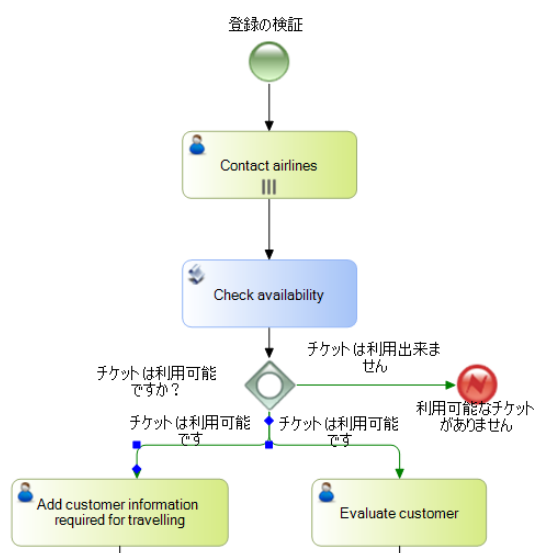 登録の検証
Contact airlines
Check availability
チケットは利用出来ま
せん
チケットは利用可能
ですか？
利用可能なチケット
がありません
チケットは利用可能
です
チケットは利用可能
です
Add customer information
required for travelling
Evaluate customer